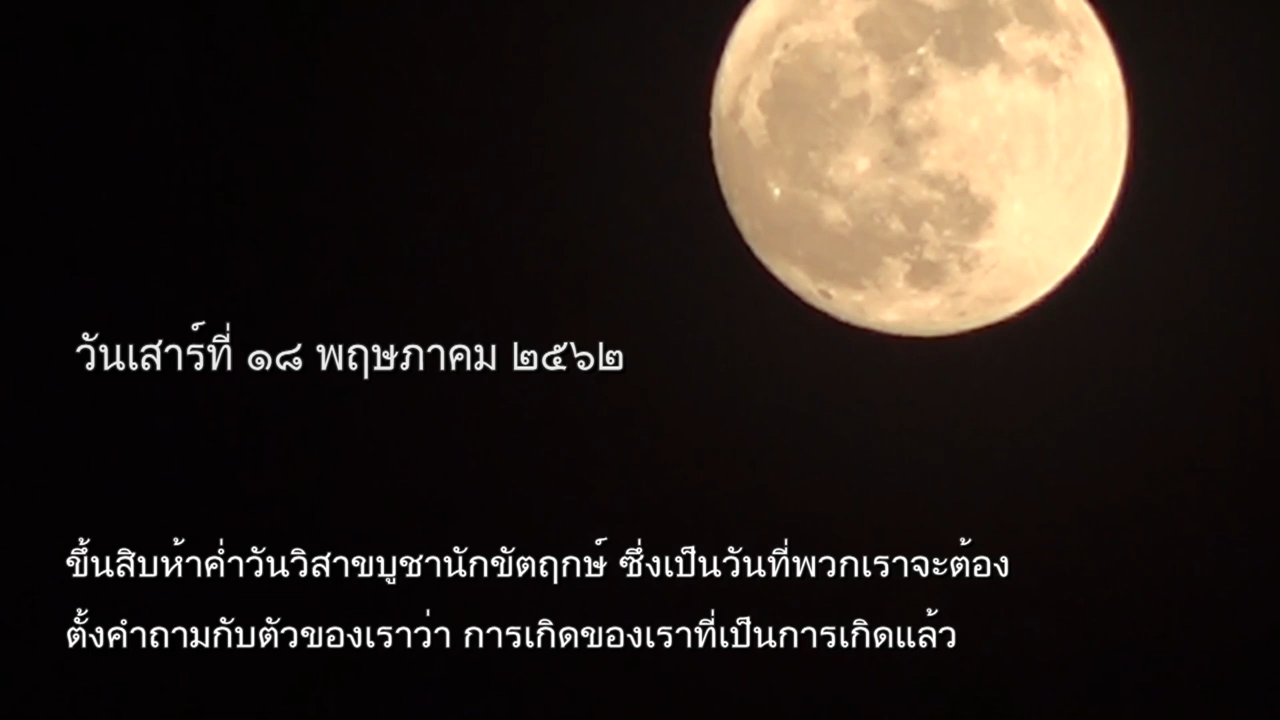 วันเสาร์ที่ ๑๘ พฤษภาคม ๒๕๖๒
ขึ้นสิบห้าค่ำวันวิสาขบูชานักขัตฤกษ์ ซึ่งเป็นวันที่พวกเราจะต้อง
ตั้งคำถามกับตัวของเราว่า การเกิดของเราที่เป็นการเกิดแล้ว